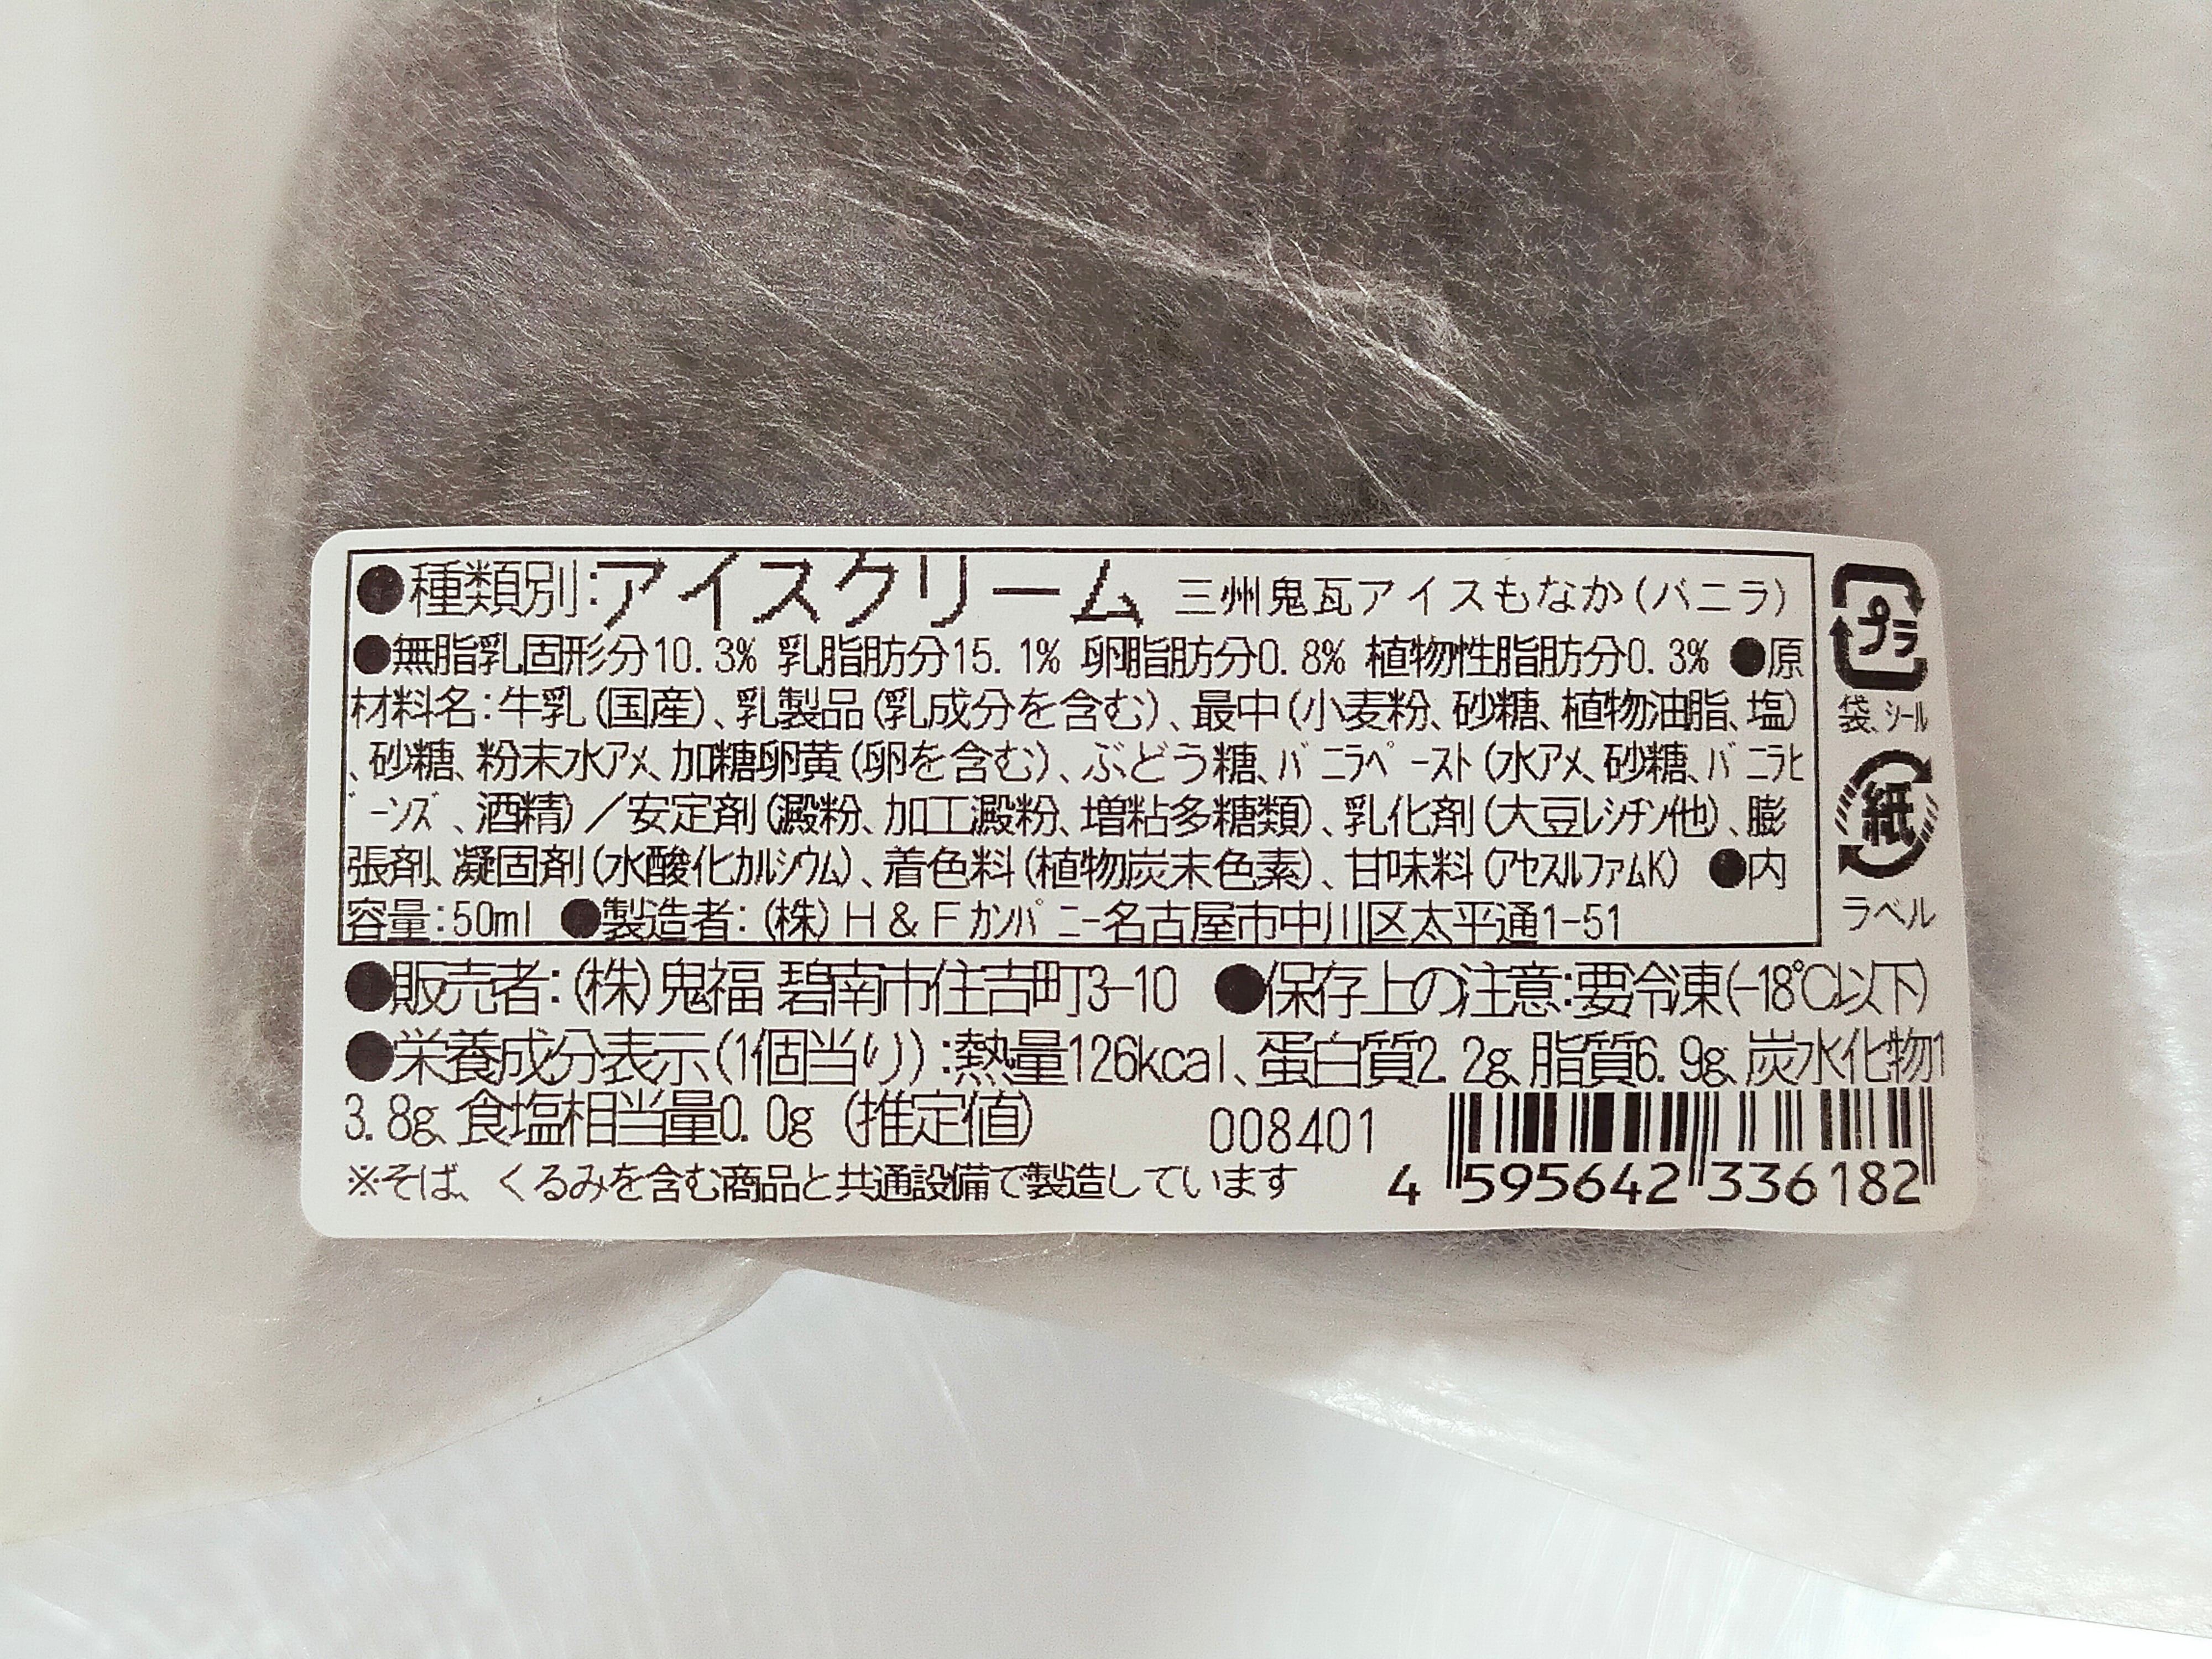 ●種類別:アイスクリーム 三州鬼瓦アイスもなか(バニラ)
●無脂乳固形分10.3% 乳脂肪分15.1% 卵脂肪分0.8% 植物性脂肪分0.3% ●原
材料名:牛乳(国産)、乳製品(乳成分を含む)、最中(小麦粉、砂糖、植物油脂、塩)
、砂糖、粉末水アメ、加糖卵黄(卵を含む)、ぶどう糖、バニラペースト(水アメ、砂糖、バニラヒ
゛ーンズ、酒精)/安定剤(澱粉、加工澱粉、増粘多糖類)、乳化剤(大豆レシチン他)、膨
張剤、凝固剤(水酸化カルシウム)、着色料(植物炭末色素)、甘味料(アセスルファムK) ●内
容量:50ml ●製造者:(株)H&Fカンパニー名古屋市中川区太平通1-51
●販売者:(株)鬼福 碧南市住吉町3-10 ●保存上の注意:要冷凍(-18℃以下)
●栄養成分表示(1個当り):熱量126kcal、蛋白質2.2g、脂質6.9g、炭水化物1
3.8g、食塩相当量0.0g (推定値) 008401
※そば、くるみを含む商品と共通設備で製造しています
4 595642 336182
プラ
袋、シール
紙
ラベル